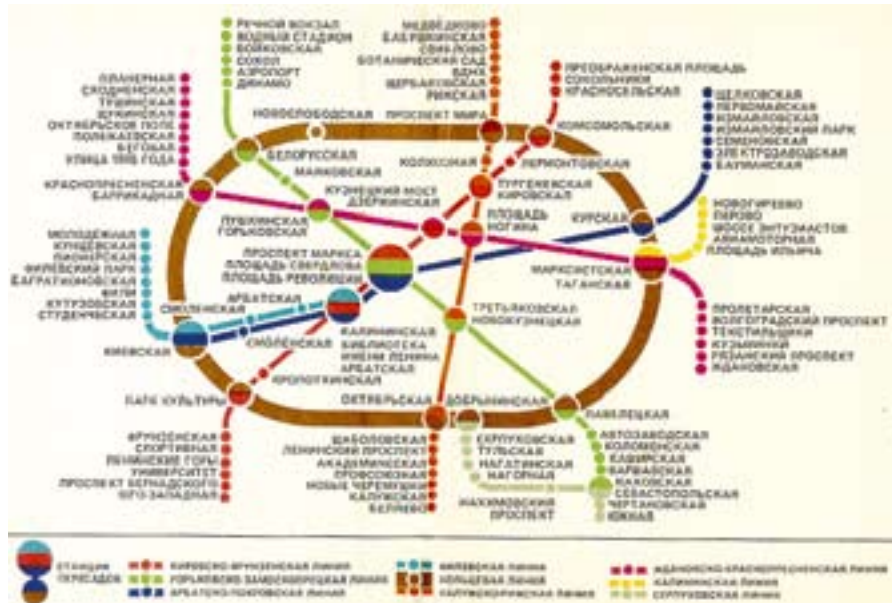 РЕЧНОЙ ВОКЗАЛ
ВОДНЫЙ СТАДИОН
ВОЙКОВСКАЯ
СОКОЛ
АЭРОПОРТ
ДИНАМО
МЕДВЕДКОВО
БАБУШКИНСКАЯ
СВИБЛОВО
БОТАНИЧЕСКИЙ САД
ВДНХ
ЩЕРБАКОВСКАЯ
РИЖСКАЯ
ПРОСПЕКТ МИРА
ПРЕОБРАЖЕНСКАЯ ПЛОЩАДЬ
СОКОЛЬНИКИ
КРАСНОСЕЛЬСКАЯ
КОМСОМОЛЬСКАЯ
ЩЕЛКОВСКАЯ
ПЕРВОМАЙСКАЯ
ИЗМАЙЛОВСКАЯ
ИЗМАЙЛОВСКИЙ ПАРК
СЕМЕНОВСКАЯ
ЭЛЕКТРОЗАВОДСКАЯ
БАУМАНСКАЯ
ПЛАНЕРНАЯ
СХОДНЕНСКАЯ
ТУШИНСКАЯ
ЩУКИНСКАЯ
ОКТЯБРЬСКОЕ ПОЛЕ
ПОЛЕЖАЕВСКАЯ
БЕГОВАЯ
УЛИЦА 1905 ГОДА
НОВОСЛОБОДСКАЯ
БЕЛОРУССКАЯ
МАЯКОВСКАЯ
КОЛХОЗНАЯ
ЛЕРМОНТОВСКАЯ
КРАСНОПРЕСНЕНСКАЯ
БАРРИКАДНАЯ
КУЗНЕЦКИЙ МОСТ
ДЗЕРЖИНСКАЯ
ТУРГЕНЕВСКАЯ
КИРОВСКАЯ
ПУШКИНСКАЯ
ГОРЬКОВСКАЯ
ПЛОЩАДЬ
НОГИНА
КУРСКАЯ
НОВОГИРЕЕВО
ПЕРОВО
ШОССЕ ЭНТУЗИАСТОВ
АВИАМОТОРНАЯ
ПЛОЩАДЬ ИЛЬИЧА
МОЛОДЕЖНАЯ
КУНЦЕВСКАЯ
ПИОНЕРСКАЯ
ФИЛЕВСКИЙ ПАРК
БАГРАТИОНОВСКАЯ
ФИЛИ
КУТУЗОВСКАЯ
СТУДЕНЧЕСКАЯ
ПРОСПЕКТ МАРКСА
ПЛОЩАДЬ СВЕРДЛОВА
ПЛОЩАДЬ РЕВОЛЮЦИИ
МАРКСИСТСКАЯ
ТАГАНСКАЯ
СМОЛЕНСКАЯ
АРБАТСКАЯ
КИЕВСКАЯ
СМОЛЕНСКАЯ
КАЛИНИНСКАЯ
БИБЛИОТЕКА
ИМЕНИ ЛЕНИНА
АРБАТСКАЯ
ТРЕТЬЯКОВСКАЯ
НОВОКУЗНЕЦКАЯ
ПРОЛЕТАРСКАЯ
ВОЛГОГРАДСКИЙ ПРОСПЕКТ
ТЕКСТИЛЬЩИКИ
КУЗЬМИНКИ
РЯЗАНСКИЙ ПРОСПЕКТ
ЖДАНОВСКАЯ
КРОПОТКИНСКАЯ
ПАРК КУЛЬТУРЫ
ОКТЯБРЬСКАЯ
ДОБРЫНИНСКАЯ
ПАВЕЛЕЦКАЯ
ФРУНЗЕНСКАЯ
СПОРТИВНАЯ
ЛЕНИНСКИЕ ГОРЫ
УНИВЕРСИТЕТ
ПРОСПЕКТ ВЕРНАДСКОГО
ЮГО-ЗАПАДНАЯ
ШАБОЛОВСКАЯ
ЛЕНИНСКИЙ ПРОСПЕКТ
АКАДЕМИЧЕСКАЯ
ПРОФСОЮЗНАЯ
НОВЫЕ ЧЕРЕМУШКИ
КАЛУЖСКАЯ
БЕЛЯЕВО
СЕРПУХОВСКАЯ
ТУЛЬСКАЯ
НАГАТИНСКАЯ
НАГОРНАЯ
НАХИМОВСКИЙ
ПРОСПЕКТ
АВТОЗАВОДСКАЯ
КОЛОМЕНСКАЯ
КАШИРСКАЯ
ВАРШАВСКАЯ
КАХОВСКАЯ
СЕВАСТОПОЛЬСКАЯ
ЧЕРТАНОВСКАЯ
ЮЖНАЯ
СТАНЦИИ
ПЕРЕСАДОК
КИРОВСКО-ФРУНЗЕНСКАЯ ЛИНИЯ
ГОРЬКОВСКО-ЗАМОСКВОРЕЦКАЯ ЛИНИЯ
АРБАТСКО-ПОКРОВСКАЯ ЛИНИЯ
ФИЛЕВСКАЯ ЛИНИЯ
КОЛЬЦЕВАЯ ЛИНИЯ
КАЛУЖСКО-РИЖСКАЯ ЛИНИЯ
ЖДАНОВСКО-КРАСНОПРЕСНЕНСКАЯ ЛИНИЯ
КАЛИНИНСКАЯ ЛИНИЯ
СЕРПУХОВСКАЯ ЛИНИЯ